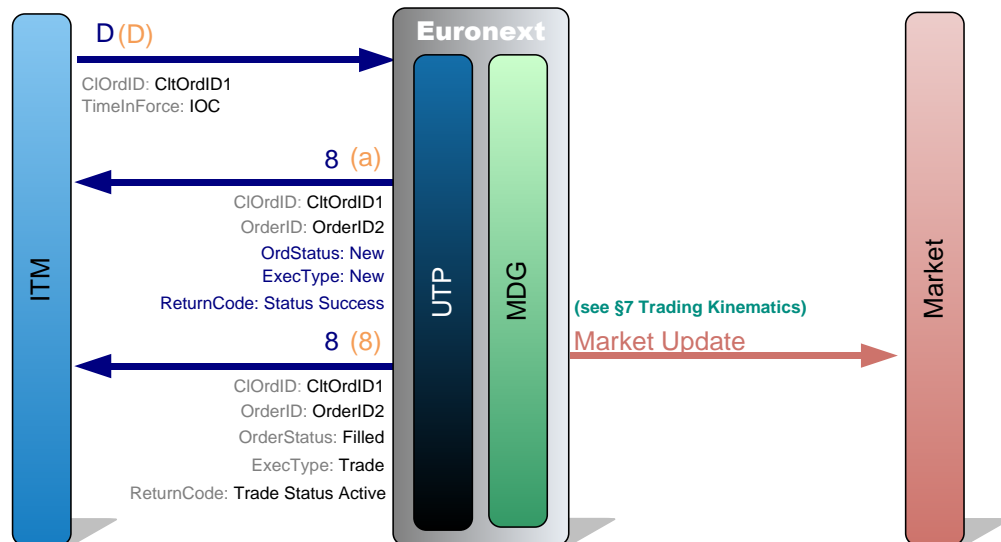 D (D)
Euronext
ClOrdID: CltOrdID1
TimeInForce: IOC
8 (a)
ClOrdID: CltOrdID1
OrderID: OrderID2
OrdStatus: New
ExecType: New
ReturnCode: Status Success
ITM
UTP
MDG
Market
(see §7 Trading Kinematics)
Market Update
8 (8)
ClOrdID: CltOrdID1
OrderID: OrderID2
OrderStatus: Filled
ExecType: Trade
ReturnCode: Trade Status Active